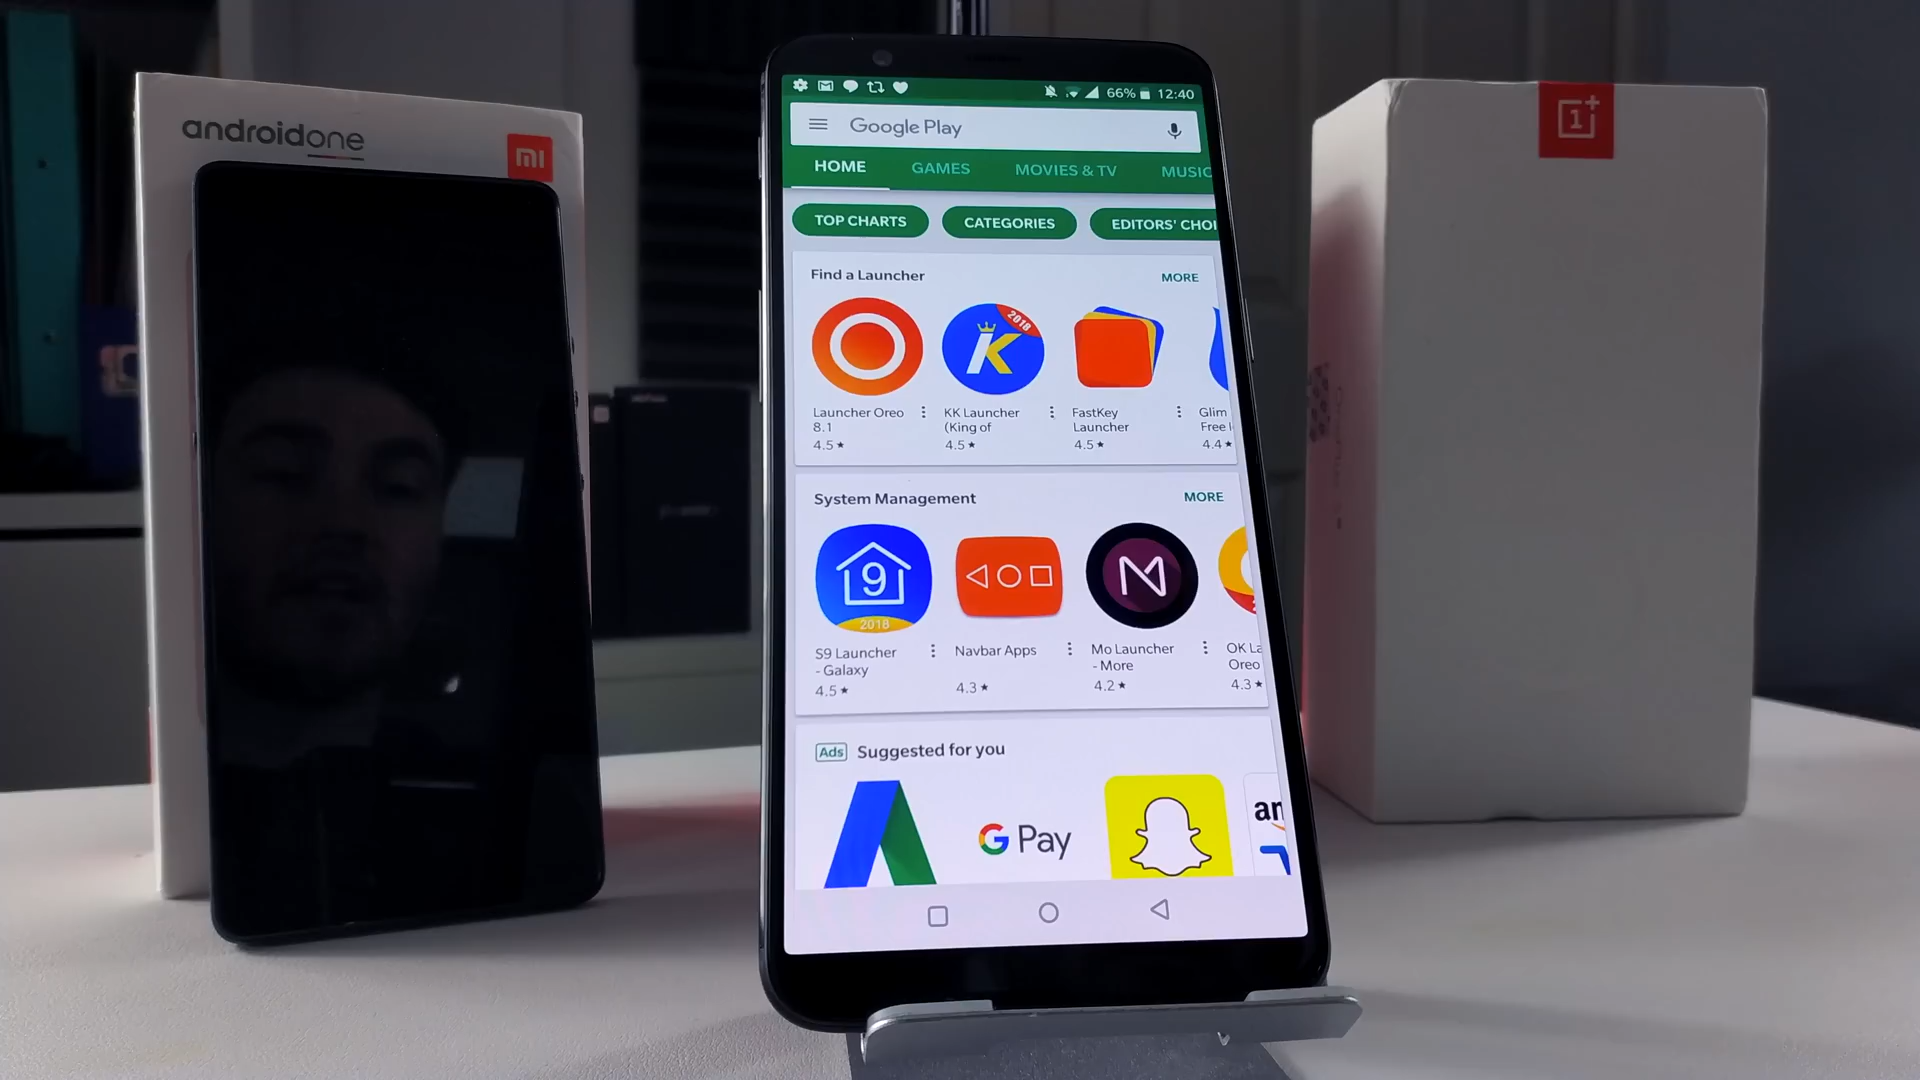 androidone
mi
1+
66% 12:40
Google Play
HOME GAMES MOVIES & TV MUSIC
TOP CHARTS CATEGORIES EDITORS' CHOI
Find a Launcher MORE
2018
K
Launcher Oreo
8.1
4.5★
KK Launcher
(King of
4.5★
FastKey
Launcher
4.5★
Glim
Free
4.4★
System Management MORE
9
2018
S9 Launcher
- Galaxy
4.5★
Navbar Apps
4.3★
Mo Launcher
- More
4.2★
OK La
Oreo
4.3★
Ads Suggested for you
G Pay
am